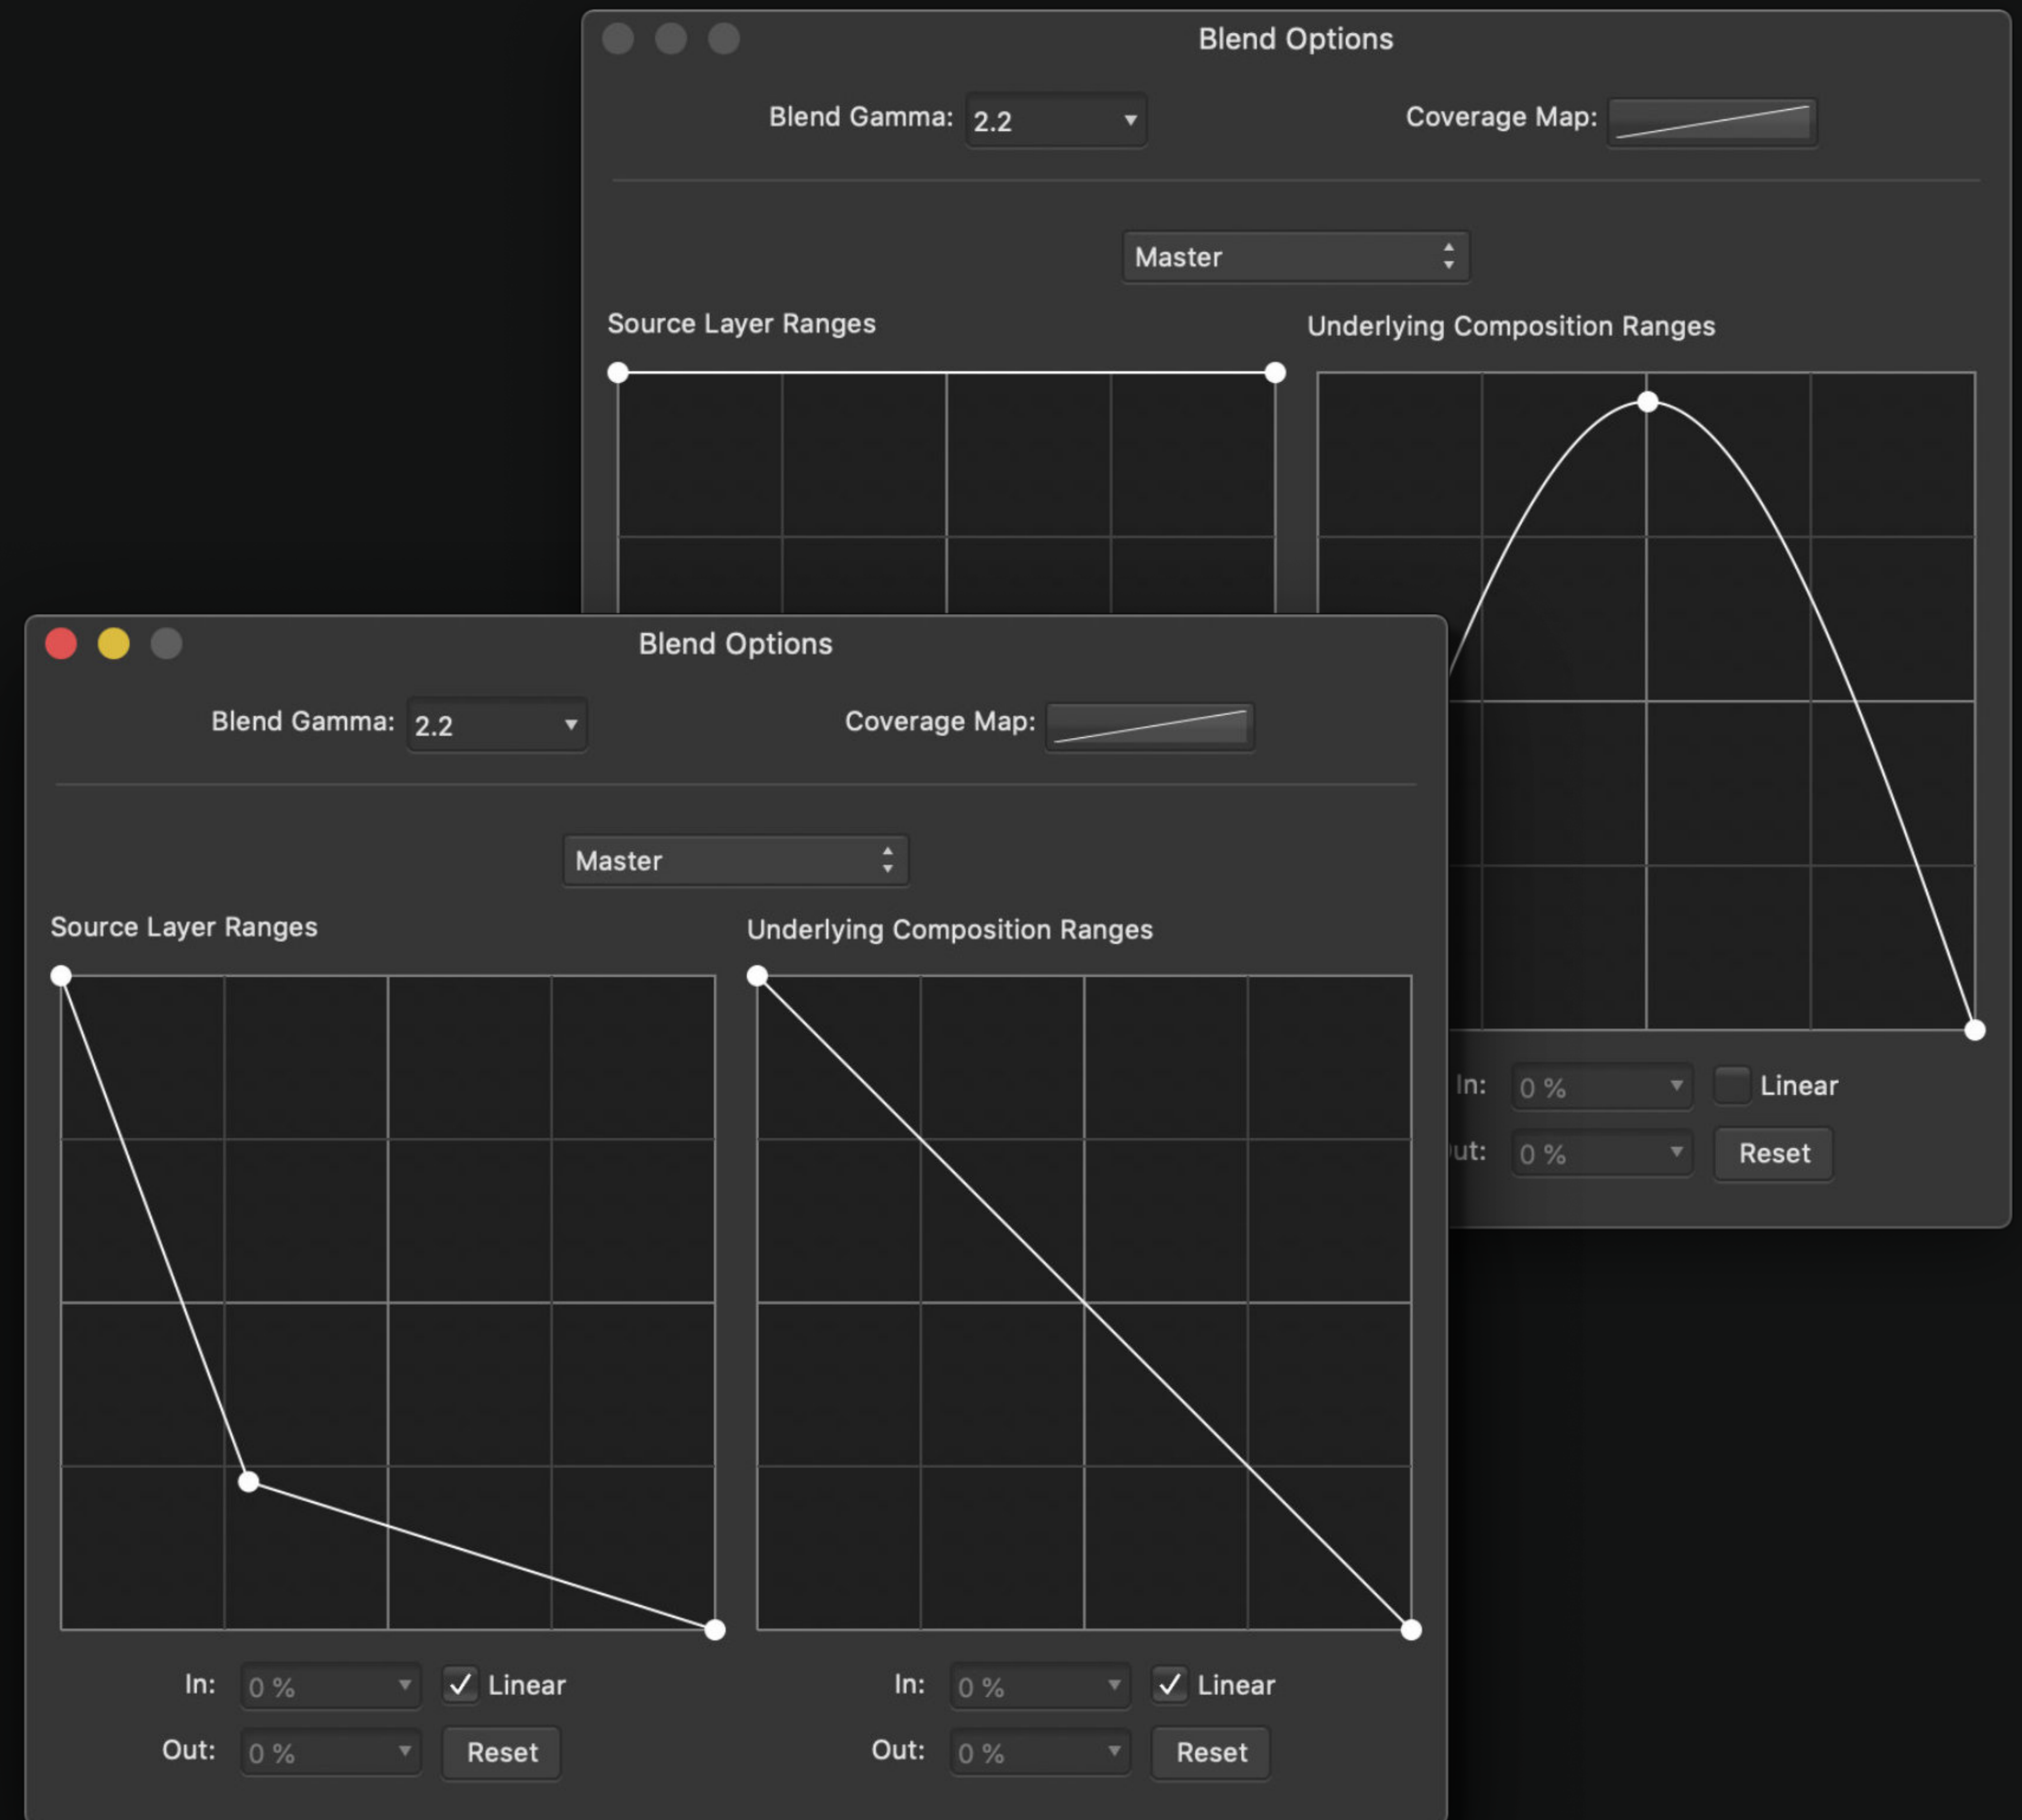 Blend Options
Blend Gamma: 2.2
Coverage Map:
Master
Source Layer Ranges
Underlying Composition Ranges
In: 0 % Linear
0 % Reset
Blend Options
Blend Gamma: 2.2
Coverage Map:
Master
Source Layer Ranges
Underlying Composition Ranges
In: 0 % Linear
Out: 0 % Reset
In: 0 % Linear
Out: 0 % Reset